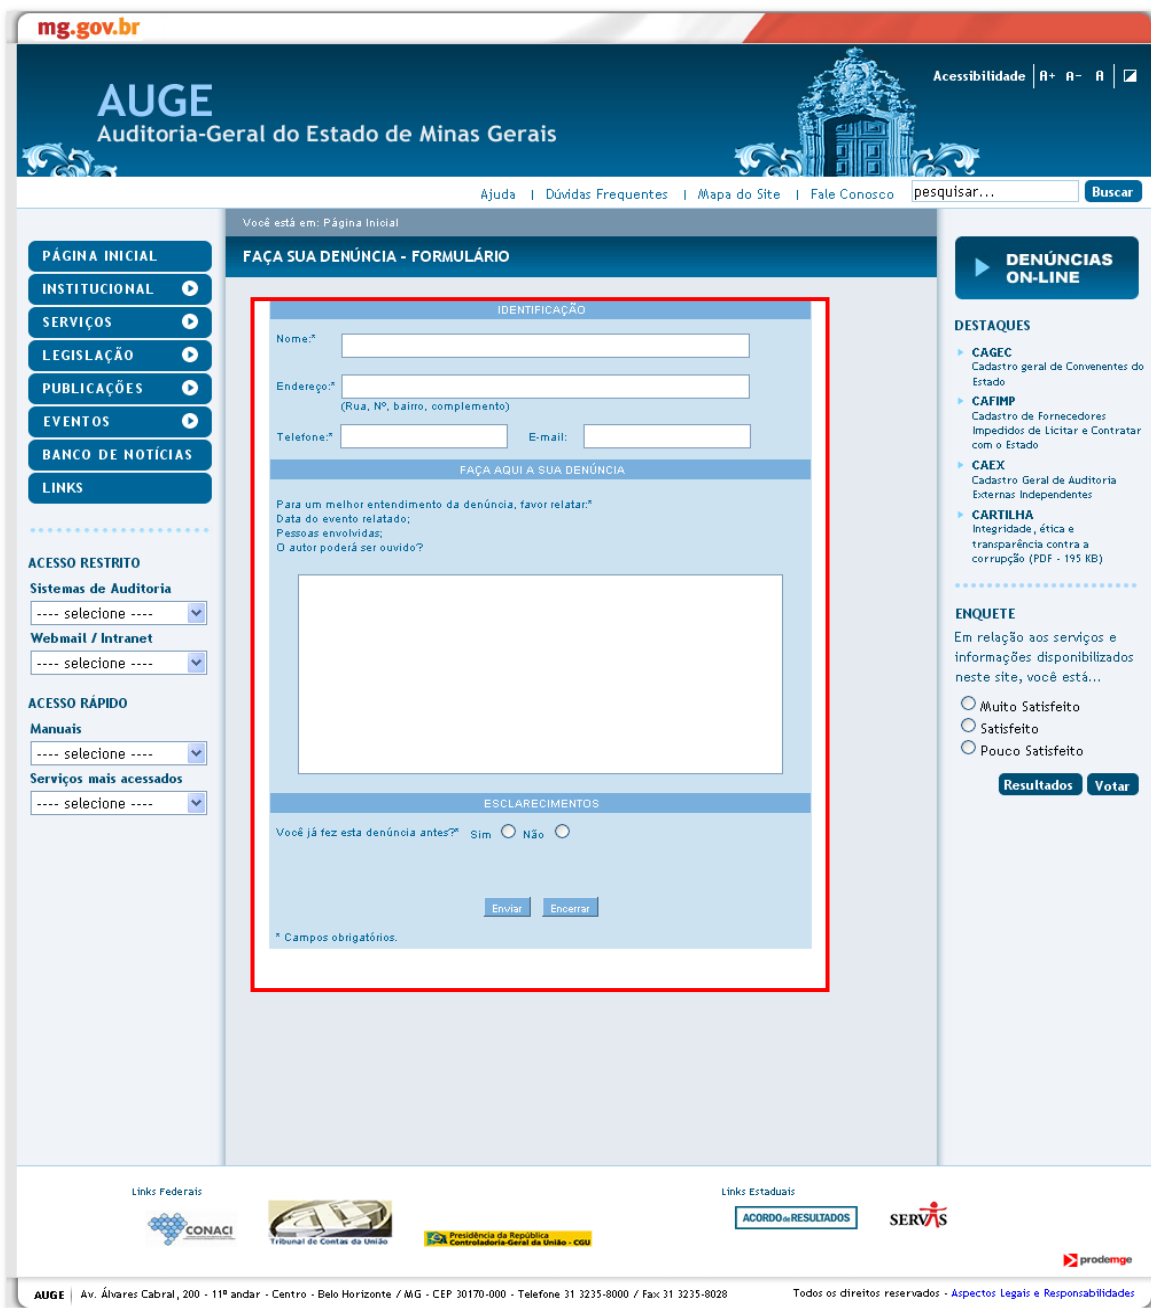 mg.gov.br
Acessibilidade A+ A- A
AUGE
Auditoria-Geral do Estado de Minas Gerais
Ajuda | Dúvidas Frequentes | Mapa do Site | Fale Conosco pesquisar... Buscar
Você está em: Página Inicial
FAÇA SUA DENÚNCIA - FORMULÁRIO
PÁGINA INICIAL
INSTITUCIONAL
SERVIÇOS
LEGISLAÇÃO
PUBLICAÇÕES
EVENTOS
BANCO DE NOTÍCIAS
LINKS
ACESSO RESTRITO
Sistemas de Auditoria
---- selecione ----
Webmail / Intranet
---- selecione ----
ACESSO RÁPIDO
Manuais
---- selecione ----
Serviços mais acessados
---- selecione ----
IDENTIFICAÇÃO
Nome:*
Endereço:*
(Rua, Nº, bairro, complemento)
Telefone:* E-mail:
FAÇA AQUI A SUA DENÚNCIA
Para um melhor entendimento da denúncia, favor relatar:*
Data do evento relatado;
Pessoas envolvidas;
O autor poderá ser ouvido?
ESCLARECIMENTOS
Você já fez esta denúncia antes?* Sim Não
Enviar Encerrar
* Campos obrigatórios.
DENÚNCIAS
ON-LINE
DESTAQUES
CAGEC
Cadastro geral de Convenentes do
Estado
CAFIMP
Cadastro de Fornecedores
Impedidos de Licitar e Contratar
com o Estado
CAEX
Cadastro Geral de Auditoria
Externas Independentes
CARTILHA
Integridade, ética e
transparência contra a
corrupção (PDF - 195 KB)
ENQUETE
Em relação aos serviços e
informações disponibilizados
neste site, você está...
Muito Satisfeito
Satisfeito
Pouco Satisfeito
Resultados Votar
Links Federais
CONACI
Tribunal de Contas da União
Presidência da República
Controladoria-Geral da União - CGU
Links Estaduais
ACORDO de RESULTADOS
SERVAS
prodemge
AUGE Av. Álvares Cabral, 200 - 11º andar - Centro - Belo Horizonte / MG - CEP 30170-000 - Telefone 31 3235-8000 / Fax 31 3235-8028
Todos os direitos reservados - Aspectos Legais e Responsabilidades